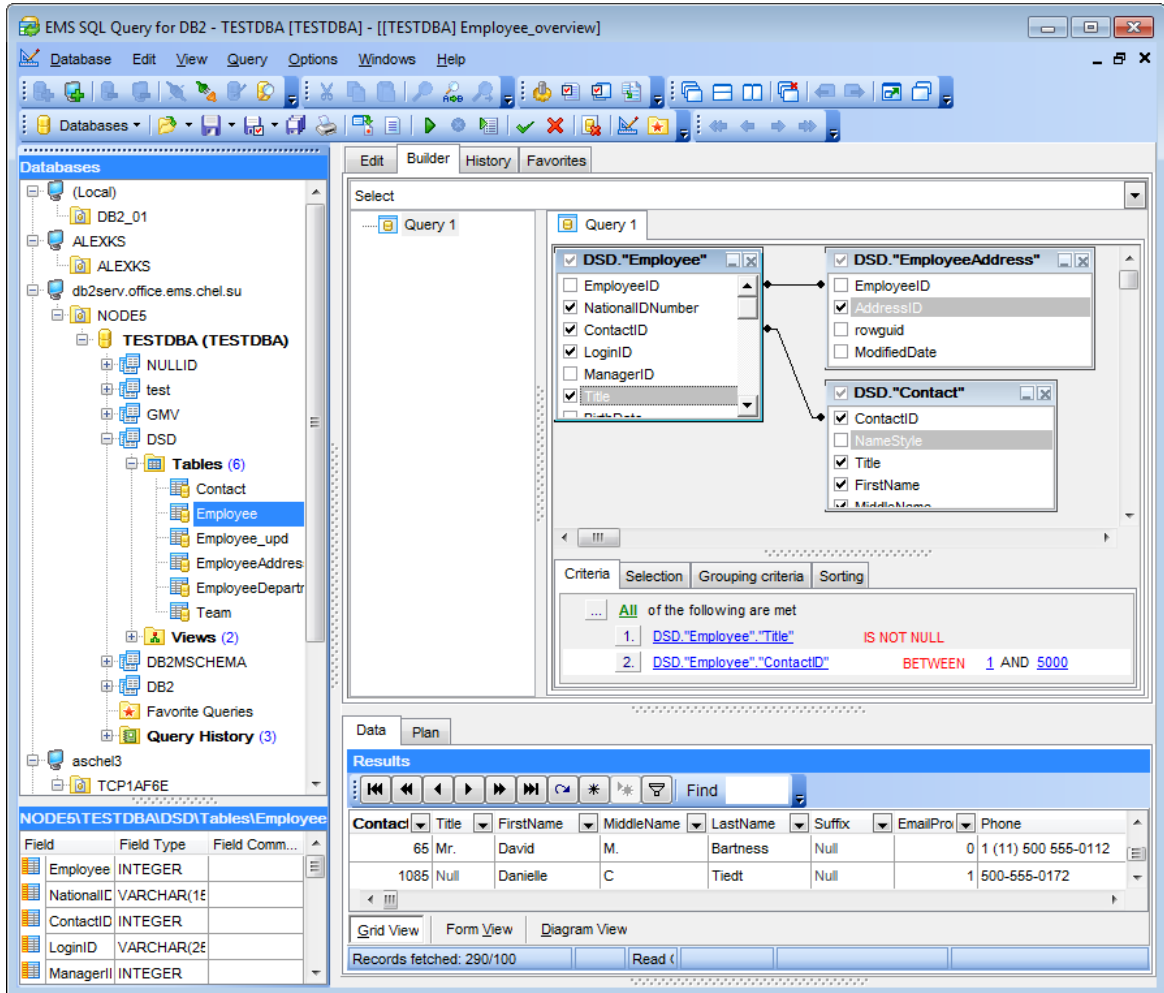 EMS SQL Query for DB2 - TESTDBA [TESTDBA] - [[TESTDBA] Employee_overview]
Database Edit View Query Options Windows Help
Databases
Databases
(Local)
DB2_01
ALEXKS
ALEXKS
db2serv.office.ems.chel.su
NODE5
TESTDBA (TESTDBA)
NULLID
test
GMV
DSD
Tables (6)
Contact
Employee
Employee_upd
EmployeeAddres
EmployeeDepartr
Team
Views (2)
DB2MSCHEMA
DB2
Favorite Queries
Query History (3)
aschel3
TCP1AF6E
NODE5\TESTDBA\DSD\Tables\Employee
Field Field Type Field Comm...
Employee INTEGER
NationalID VARCHAR(15
ContactID INTEGER
LoginID VARCHAR(25
ManagerII INTEGER
Edit Builder History Favorites
Select
Query 1
Query 1
DSD."Employee"
EmployeeID
NationalIDNumber
ContactID
LoginID
ManagerID
Title
BirthDate
DSD."EmployeeAddress"
EmployeeID
AddressID
rowguid
ModifiedDate
DSD."Contact"
ContactID
NameStyle
Title
FirstName
MiddleName
Criteria Selection Grouping criteria Sorting
... All of the following are met
1. DSD."Employee"."Title" IS NOT NULL
2. DSD."Employee"."ContactID" BETWEEN 1 AND 5000
Data Plan
Results
Find
Contact Title FirstName MiddleName LastName Suffix EmailPro Phone
65 Mr. David M. Bartness Null 0 1 (11) 500 555-0112
1085 Null Danielle C Tiedt Null 1 500-555-0172
Grid View Form View Diagram View
Records fetched: 290/100 Read